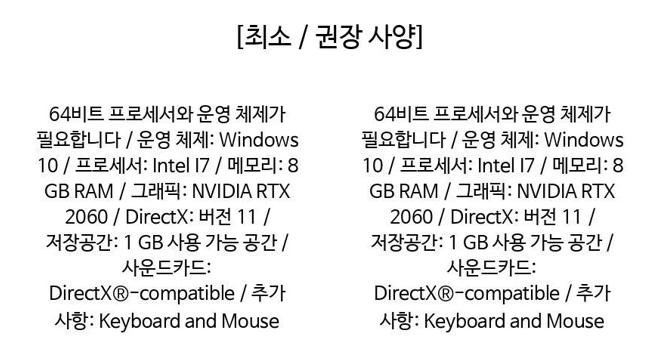 [최소 / 권장 사양]
64비트 프로세서와 운영 체제가
필요합니다 / 운영 체제: Windows
10 / 프로세서: Intel I7 / 메모리: 8
GB RAM / 그래픽: NVIDIA RTX
2060 / DirectX: 버전 11 /
저장공간: 1 GB 사용 가능 공간 /
사운드카드:
DirectX®-compatible / 추가
사항: Keyboard and Mouse
64비트 프로세서와 운영 체제가
필요합니다 / 운영 체제: Windows
10 / 프로세서: Intel I7 / 메모리: 8
GB RAM / 그래픽: NVIDIA RTX
2060 / DirectX: 버전 11 /
저장공간: 1 GB 사용 가능 공간 /
사운드카드:
DirectX®-compatible / 추가
사항: Keyboard and Mouse